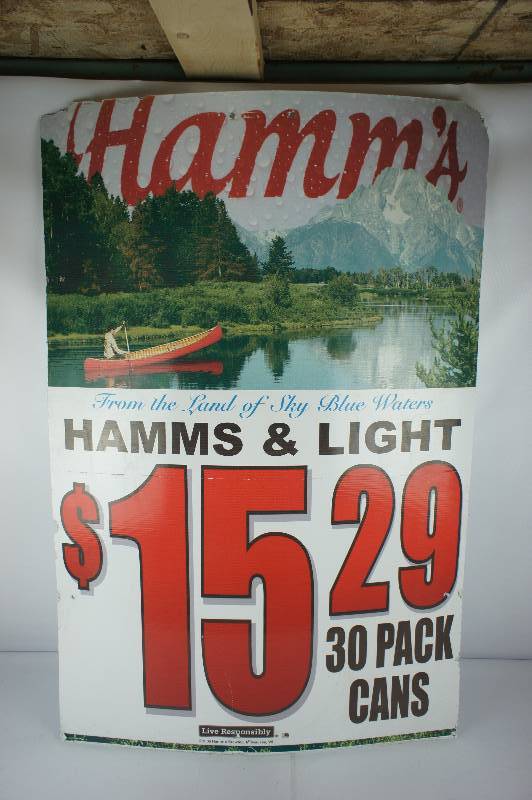 Hamm's®
From the Land of Sky Blue Waters
HAMMS & LIGHT
$15 29
30 PACK
CANS
Live Responsibly